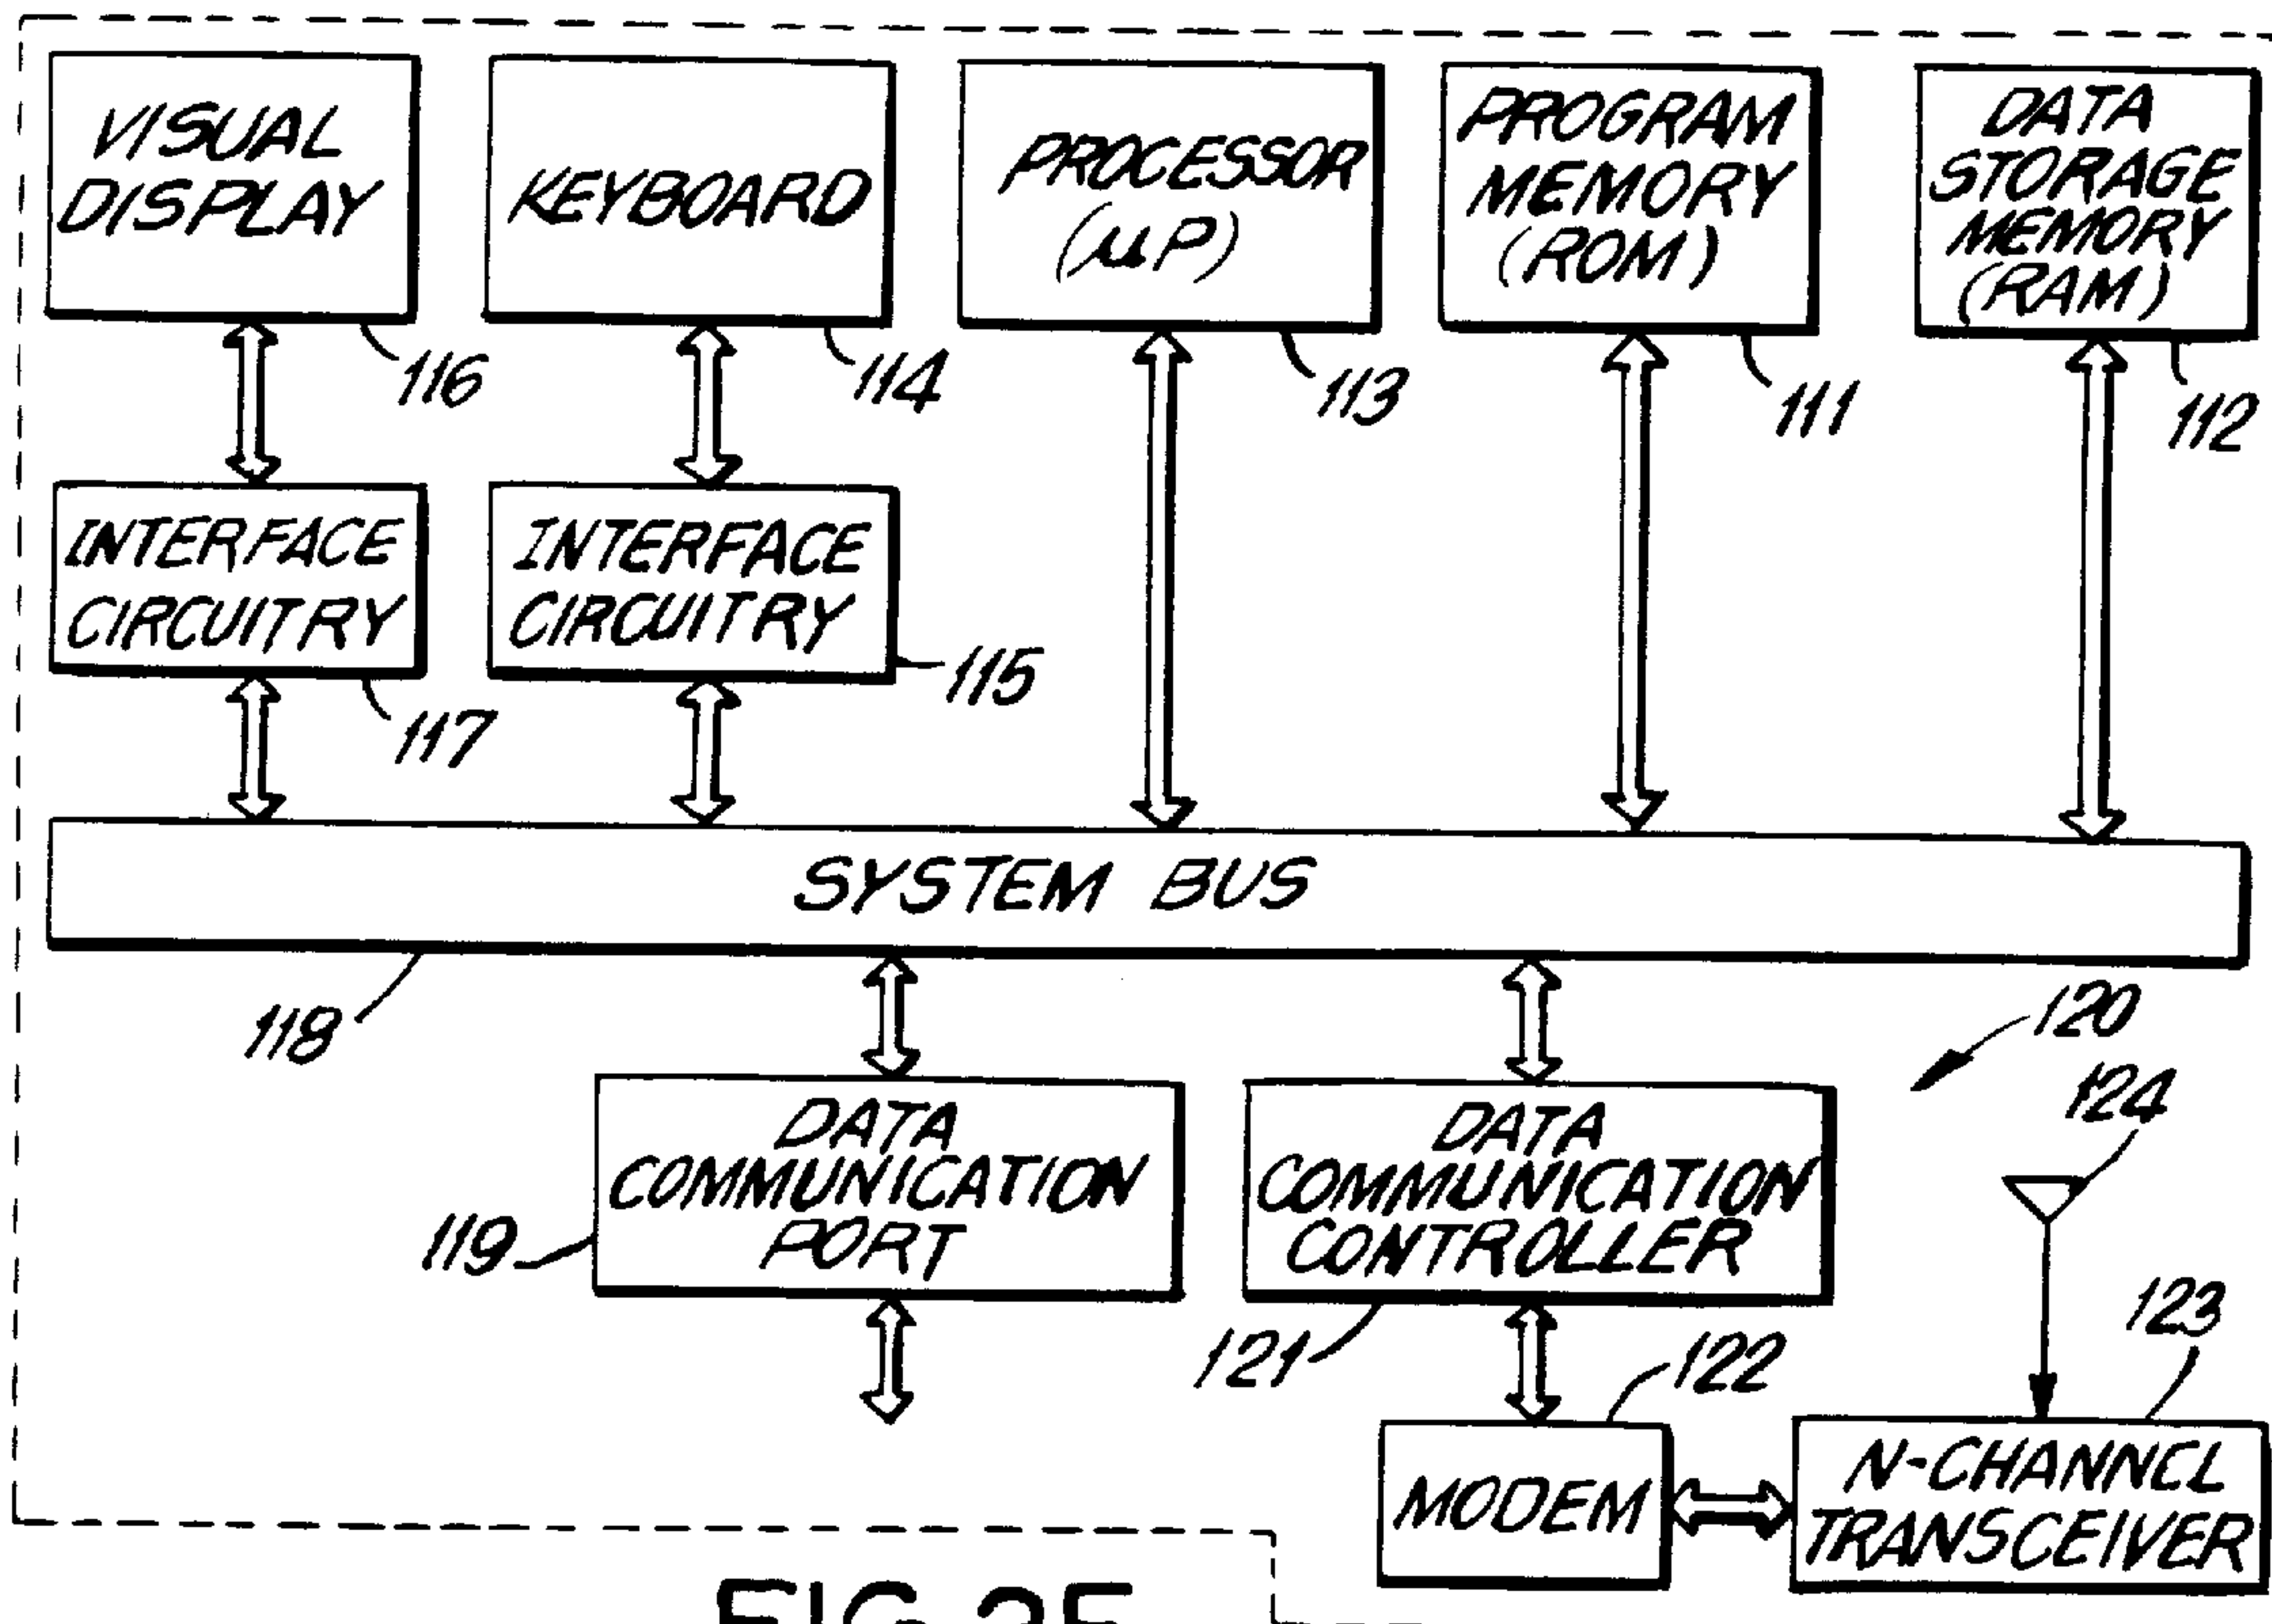 VISUAL
DISPLAY
KEYBOARD
PROCESSOR
(μP)
PROGRAM
MEMORY
(ROM)
DATA
STORAGE
MEMORY
(RAM)
116
114
113
111
112
INTERFACE
CIRCUITRY
INTERFACE
CIRCUITRY
117
115
SYSTEM BUS
118
120
124
DATA
COMMUNICATION
PORT
119
DATA
COMMUNICATION
CONTROLLER
121
122
123
MODEM
N-CHANNEL
TRANSCEIVER